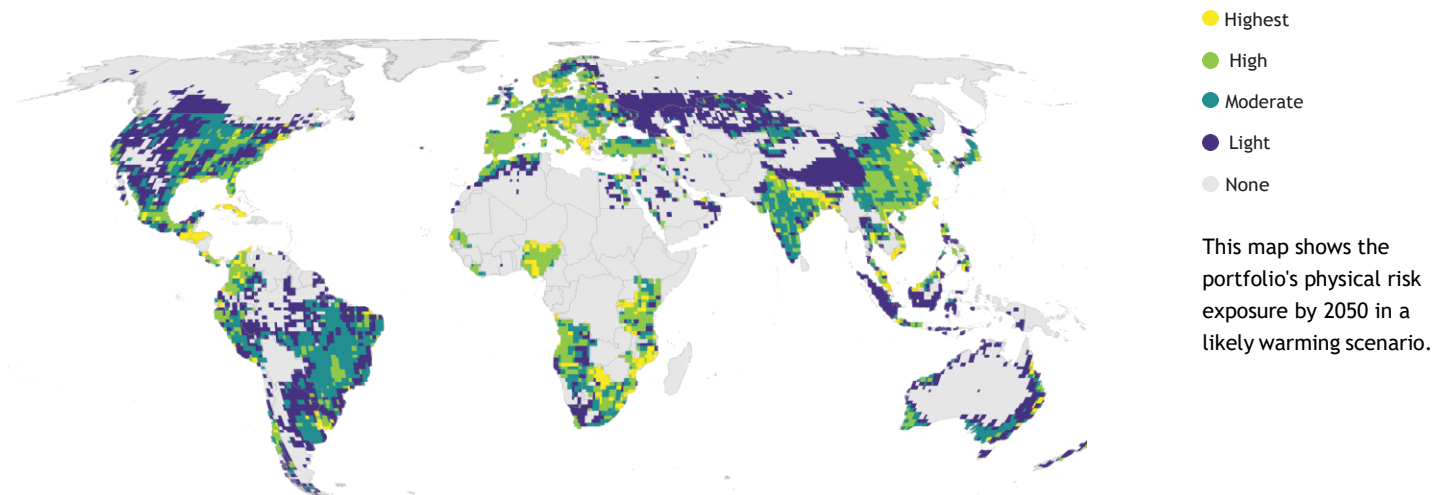 Highest
High
Moderate
Light
None
This map shows the
portfolio's physical risk
exposure by 2050 in a
likely warming scenario.